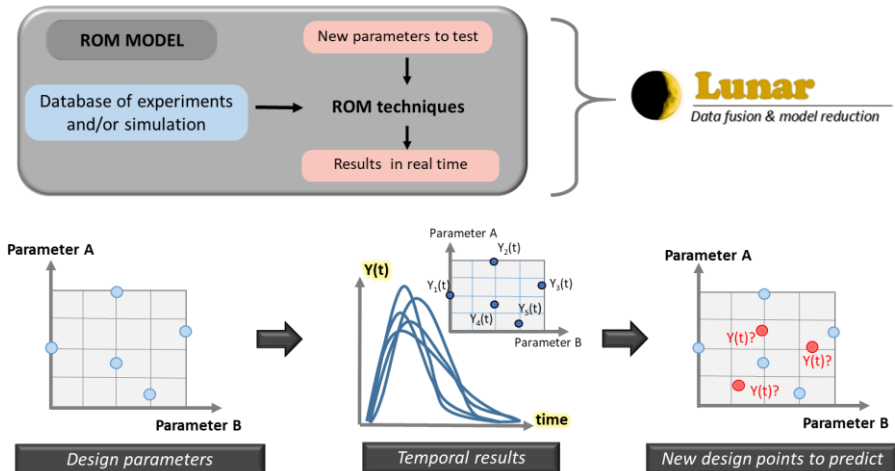 ROM MODEL
New parameters to test
Database of experiments
and/or simulation
ROM techniques
Results in real time
Lunar
Data fusion & model reduction
Parameter A
Parameter B
Design parameters
Y(t)
time
Parameter A
Y₂(t)
Y₁(t)
Y₃(t)
Y₄(t)
Y₅(t)
Parameter B
Temporal results
Parameter A
Y(t)?
Y(t)?
Y(t)?
Parameter B
New design points to predict